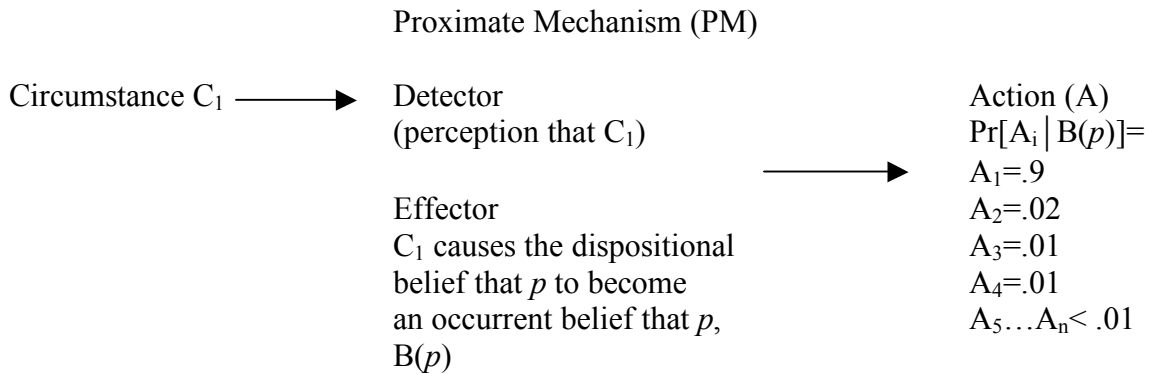 Proximate Mechanism (PM)
Circumstance C₁
Detector
(perception that C₁)
Effector
C₁ causes the dispositional
belief that p to become
an occurrent belief that p,
B(p)
Action (A)
Pr[Aᵢ│B(p)]=
A₁=.9
A₂=.02
A₃=.01
A₄=.01
A₅…Aₙ< .01